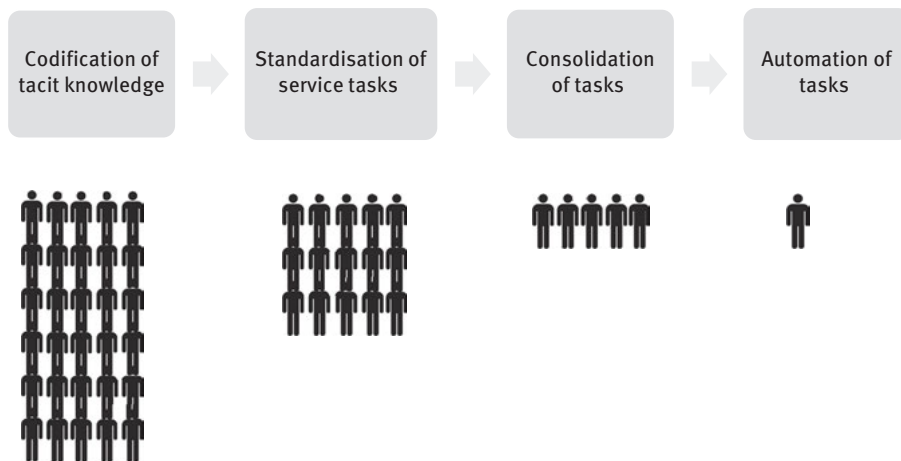 Codification of
tacit knowledge
Standardisation of
service tasks
Consolidation
of tasks
Automation of
tasks